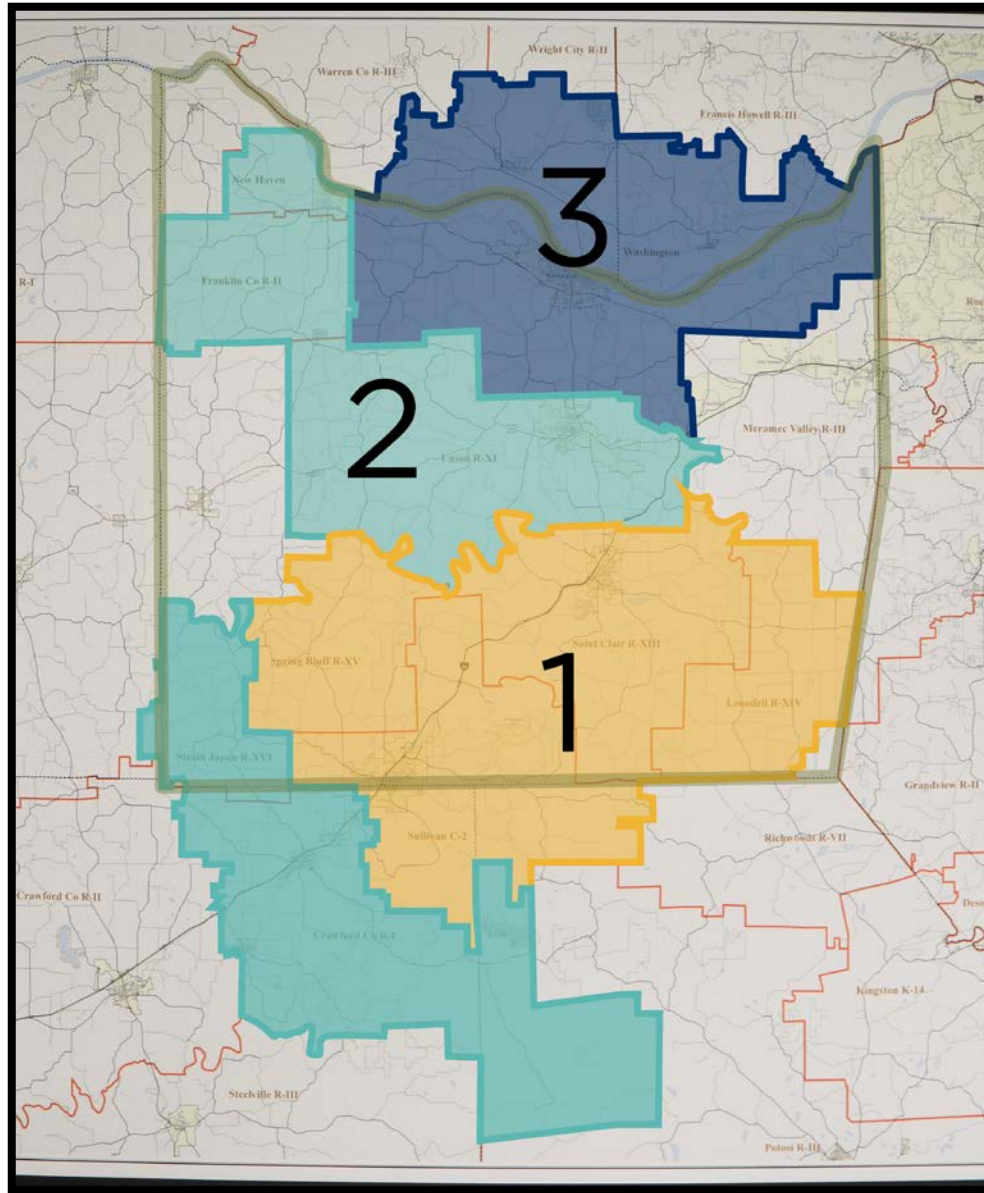 Wright City R-II
Warren Co R-III
Francis Howell R-III
New Haven
3
Washington
R-I
Franklin Co R-II
2
Meramec Valley R-III
Union R-XI
Saint Clair R-XIII
Spring Bluff R-XV
1
Lonedell R-XIV
Strain Japan R-XVI
Grandview R-II
Sullivan C-2
Richwoods R-VII
Crawford Co R-II
Crawford Co R-I
Kingston K-14
Steelville R-III
Potosi R-III